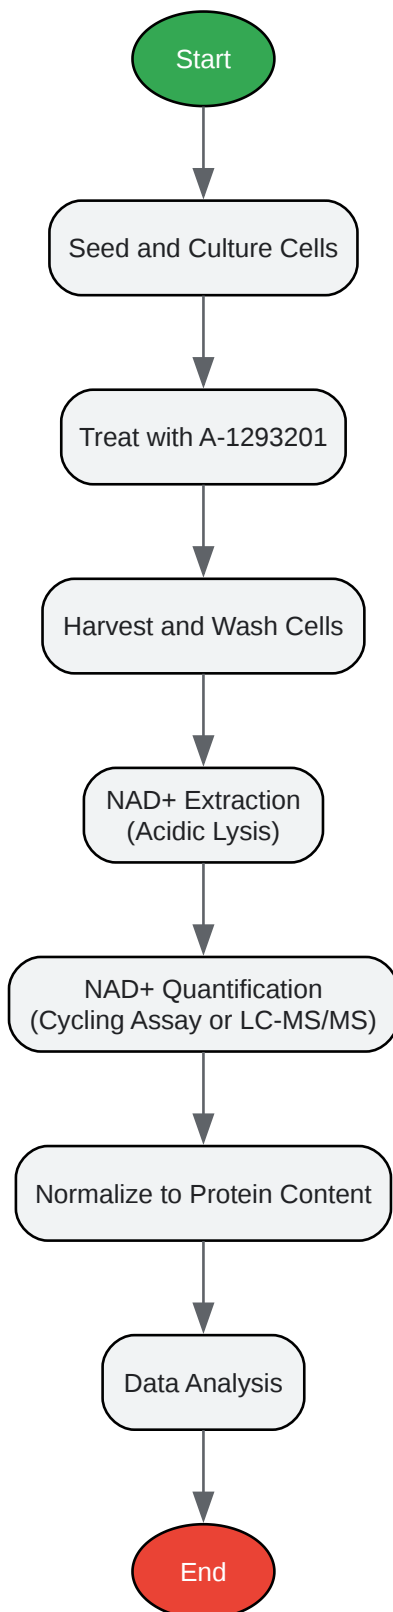 Start
Seed and Culture Cells
Treat with A-1293201
Harvest and Wash Cells
NAD+ Extraction
(Acidic Lysis)
NAD+ Quantification
(Cycling Assay or LC-MS/MS)
Normalize to Protein Content
Data Analysis
End